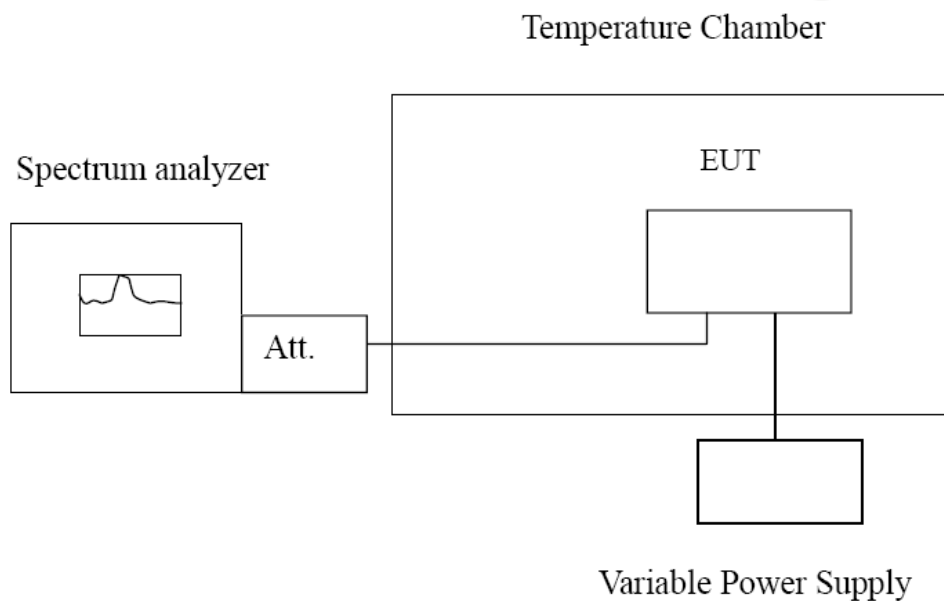 Temperature Chamber
Spectrum analyzer
EUT
Att.
Variable Power Supply